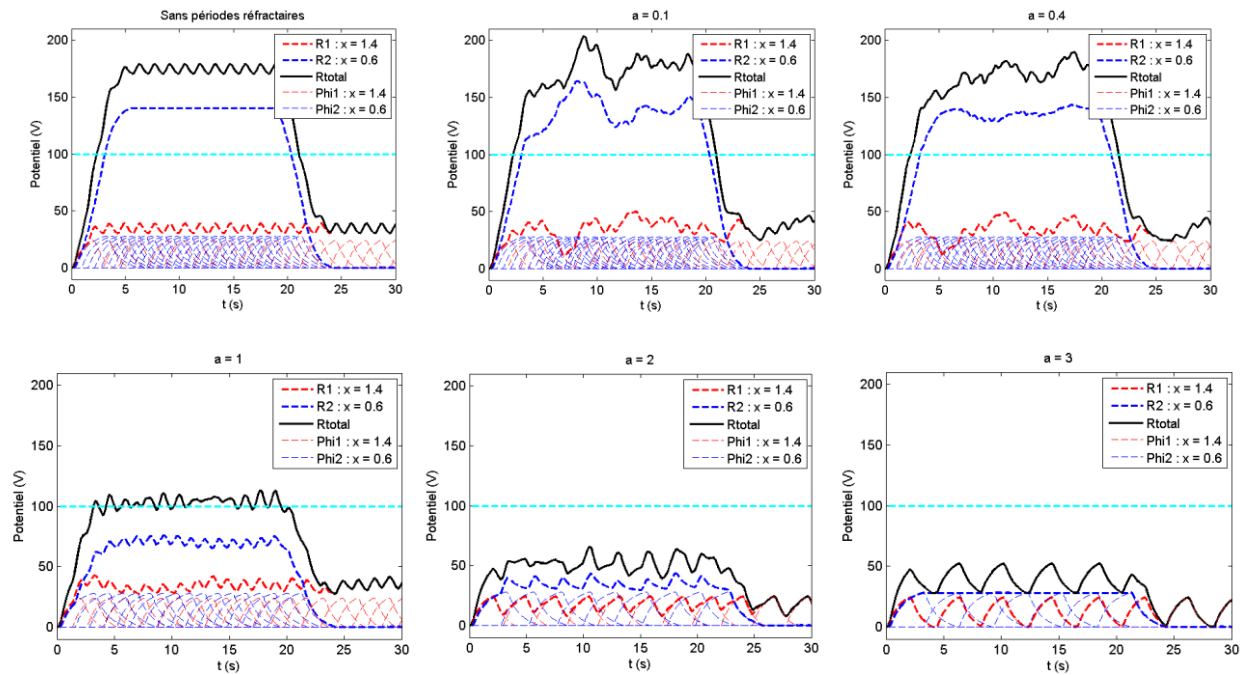 Sans périodes réfractaires
200
150
100
50
0
Potentiel (V)
0 5 10 15 20 25 30
t (s)
R1 : x = 1.4
R2 : x = 0.6
Rtotal
Phi1 : x = 1.4
Phi2 : x = 0.6
a = 0.1
200
150
100
50
0
Potentiel (V)
0 5 10 15 20 25 30
t (s)
R1 : x = 1.4
R2 : x = 0.6
Rtotal
Phi1 : x = 1.4
Phi2 : x = 0.6
a = 0.4
200
150
100
50
0
Potentiel (V)
0 5 10 15 20 25 30
t (s)
R1 : x = 1.4
R2 : x = 0.6
Rtotal
Phi1 : x = 1.4
Phi2 : x = 0.6
a = 1
200
150
100
50
0
Potentiel (V)
0 5 10 15 20 25 30
t (s)
R1 : x = 1.4
R2 : x = 0.6
Rtotal
Phi1 : x = 1.4
Phi2 : x = 0.6
a = 2
200
150
100
50
0
Potentiel (V)
0 5 10 15 20 25 30
t (s)
R1 : x = 1.4
R2 : x = 0.6
Rtotal
Phi1 : x = 1.4
Phi2 : x = 0.6
a = 3
200
150
100
50
0
Potentiel (V)
0 5 10 15 20 25 30
t (s)
R1 : x = 1.4
R2 : x = 0.6
Rtotal
Phi1 : x = 1.4
Phi2 : x = 0.6